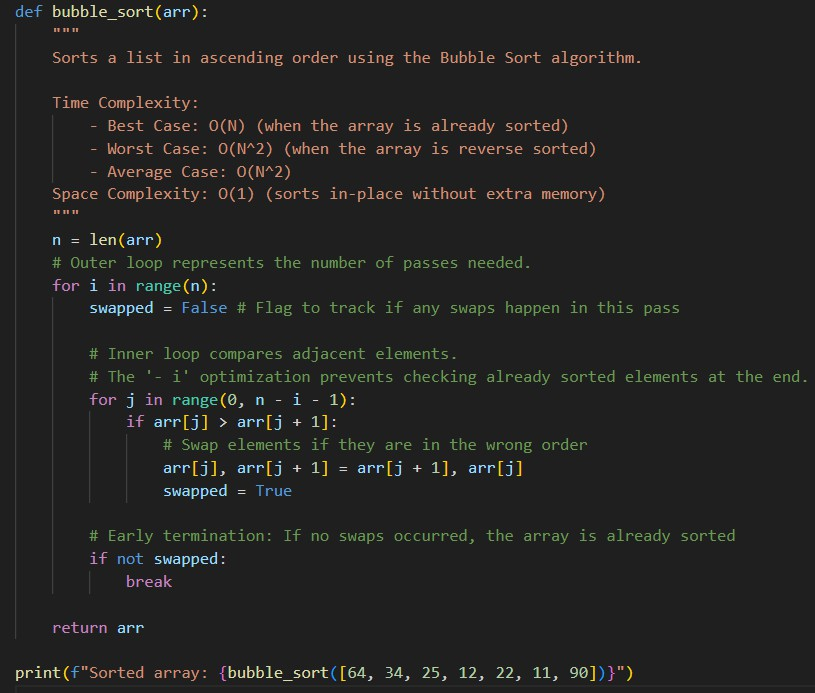 def bubble_sort(arr):
    """
    Sorts a list in ascending order using the Bubble Sort algorithm.

    Time Complexity:
        - Best Case: O(N) (when the array is already sorted)
        - Worst Case: O(N^2) (when the array is reverse sorted)
        - Average Case: O(N^2)
    Space Complexity: O(1) (sorts in-place without extra memory)
    """
    n = len(arr)
    # Outer loop represents the number of passes needed.
    for i in range(n):
        swapped = False # Flag to track if any swaps happen in this pass

        # Inner loop compares adjacent elements.
        # The '- i' optimization prevents checking already sorted elements at the end.
        for j in range(0, n - i - 1):
            if arr[j] > arr[j + 1]:
                # Swap elements if they are in the wrong order
                arr[j], arr[j + 1] = arr[j + 1], arr[j]
                swapped = True

        # Early termination: If no swaps occurred, the array is already sorted
        if not swapped:
            break

    return arr

print(f"Sorted array: {bubble_sort([64, 34, 25, 12, 22, 11, 90])}")